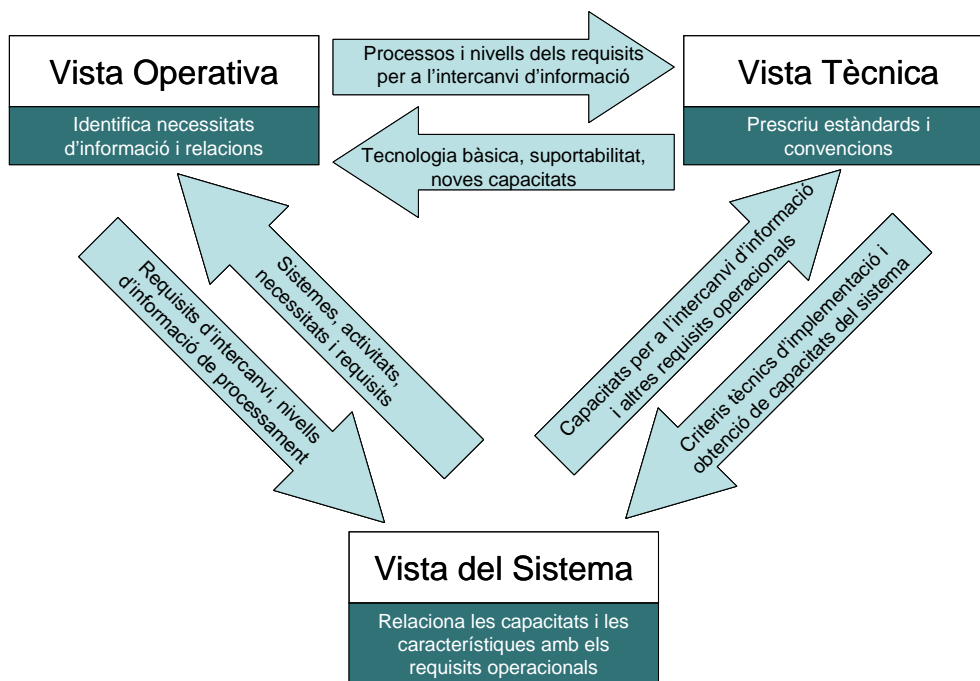 Vista Operativa
Identifica necessitats
d'informació i relacions
Processos i nivells dels requisits
per a l'intercanvi d'informació
Tecnologia bàsica, suportabilitat,
noves capacitats
Vista Tècnica
Prescriu estàndards i
convencions
Requisits d'intercanvi, nivells
d'informació de processament
Sistemes, activitats,
necessitats i requisits
Capacitats per a l'intercanvi d'informació
i altres requisits operacionals
Criteris tècnics d'implementació i
obtenció de capacitats del sistema
Vista del Sistema
Relaciona les capacitats i les
característiques amb els
requisits operacionals